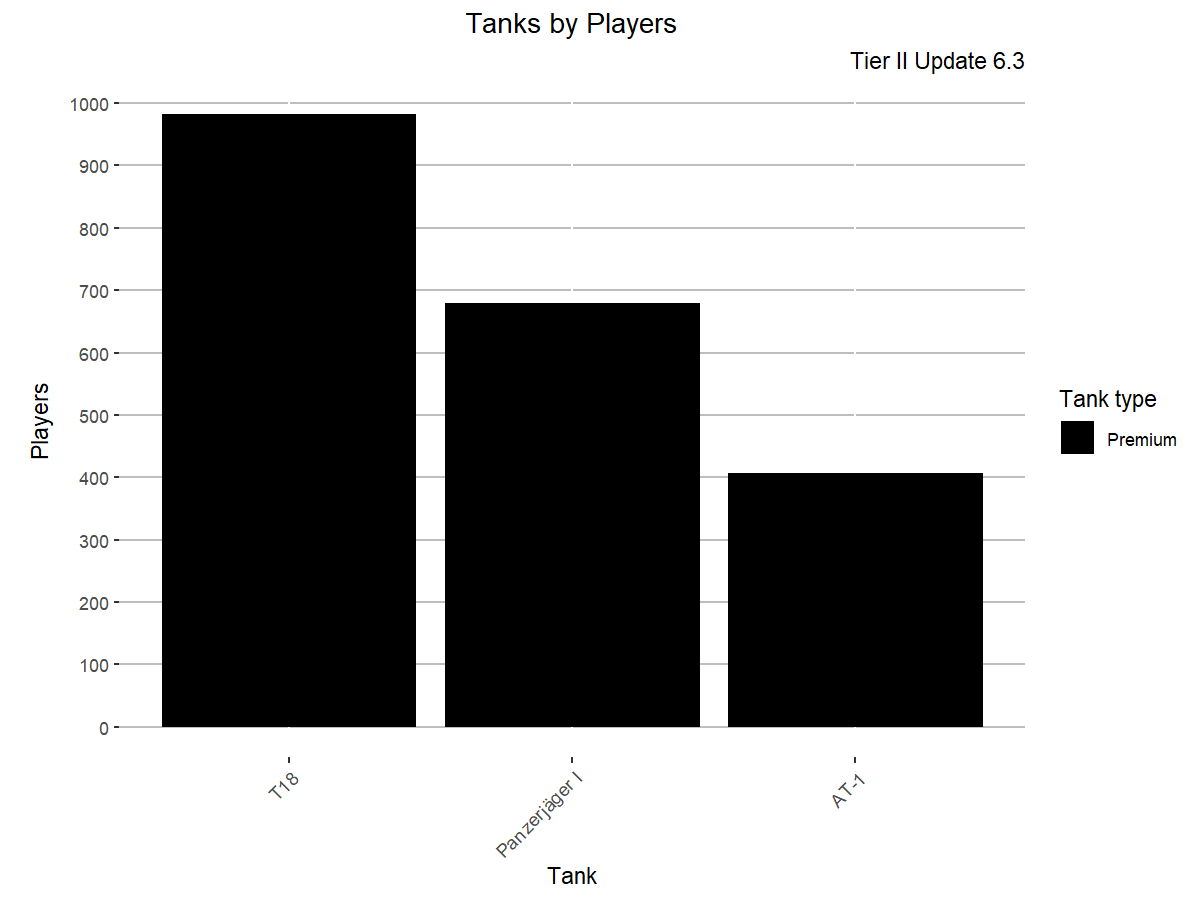 Tanks by Players
Tier II Update 6.3
1000
900
800
700
600
500
400
300
200
100
0
Players
T18
Panzerjäger I
AT-1
Tank
Tank type
Premium